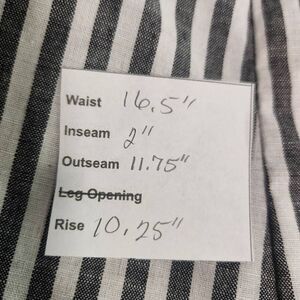 Waist 16.5"
Inseam 2"
Outseam 11.75"
Leg Opening
Rise 10.25"